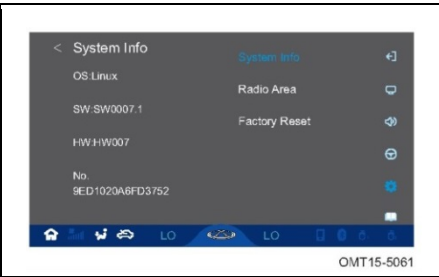 < System Info
OS:Linux
SW:SW0007.1
HW:HW007
No.
9ED1020A6FD3752
System Info
Radio Area
Factory Reset
LO
LO
OMT15-5061